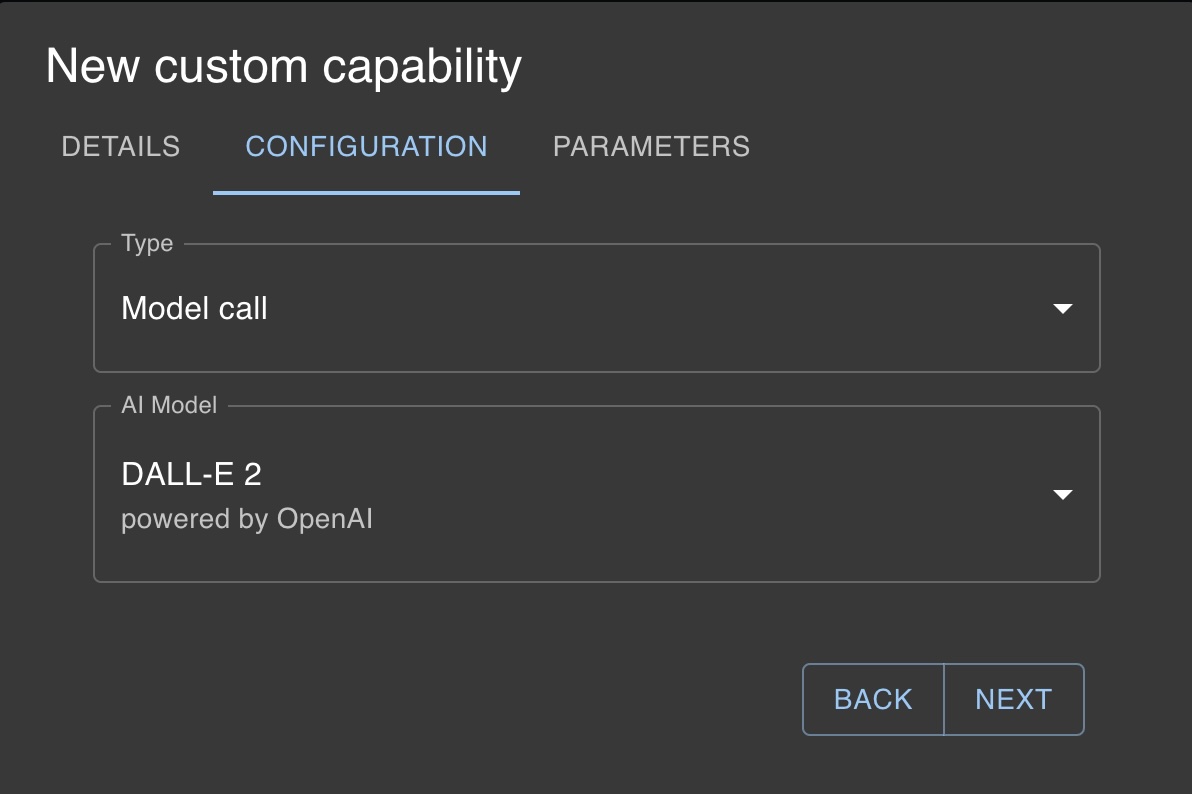 New custom capability
DETAILS CONFIGURATION PARAMETERS
Type
Model call
AI Model
DALL-E 2
powered by OpenAI
BACK NEXT